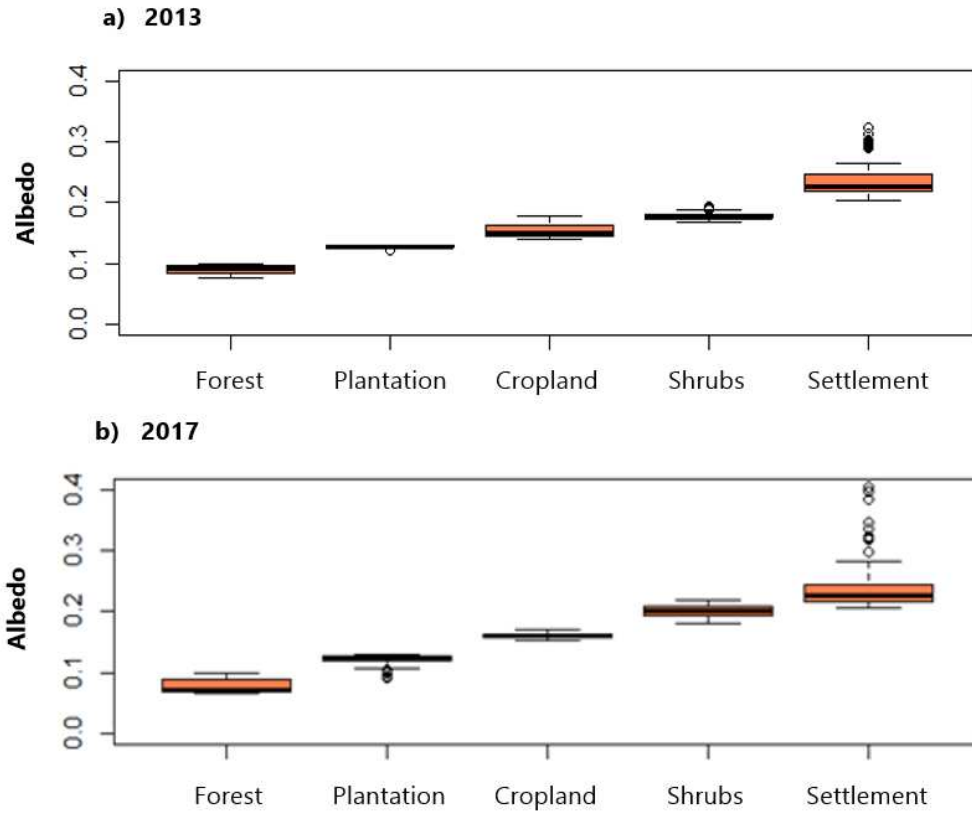 a) 2013
Albedo
0.4
0.3
0.2
0.1
0.0
Forest Plantation Cropland Shrubs Settlement
b) 2017
Albedo
0.4
0.3
0.2
0.1
0.0
Forest Plantation Cropland Shrubs Settlement